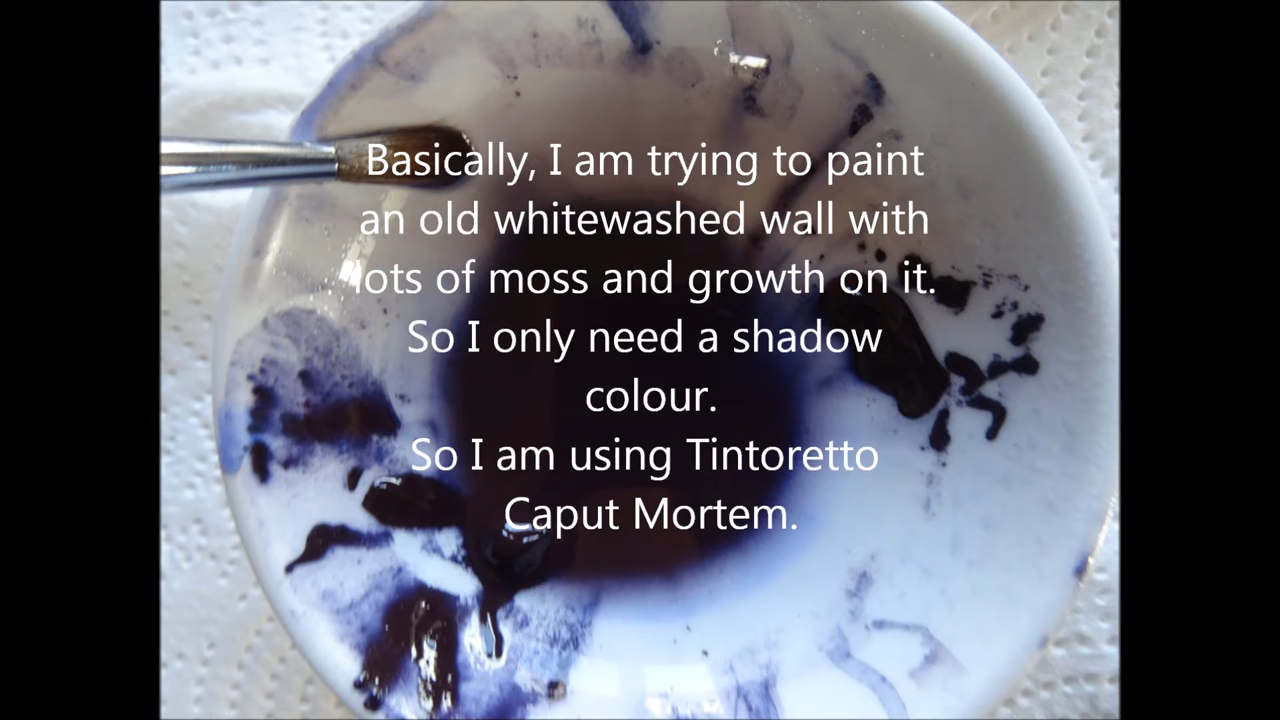 Basically, I am trying to paint
an old whitewashed wall with
lots of moss and growth on it.
So I only need a shadow
colour.
So I am using Tintoretto
Caput Mortem.